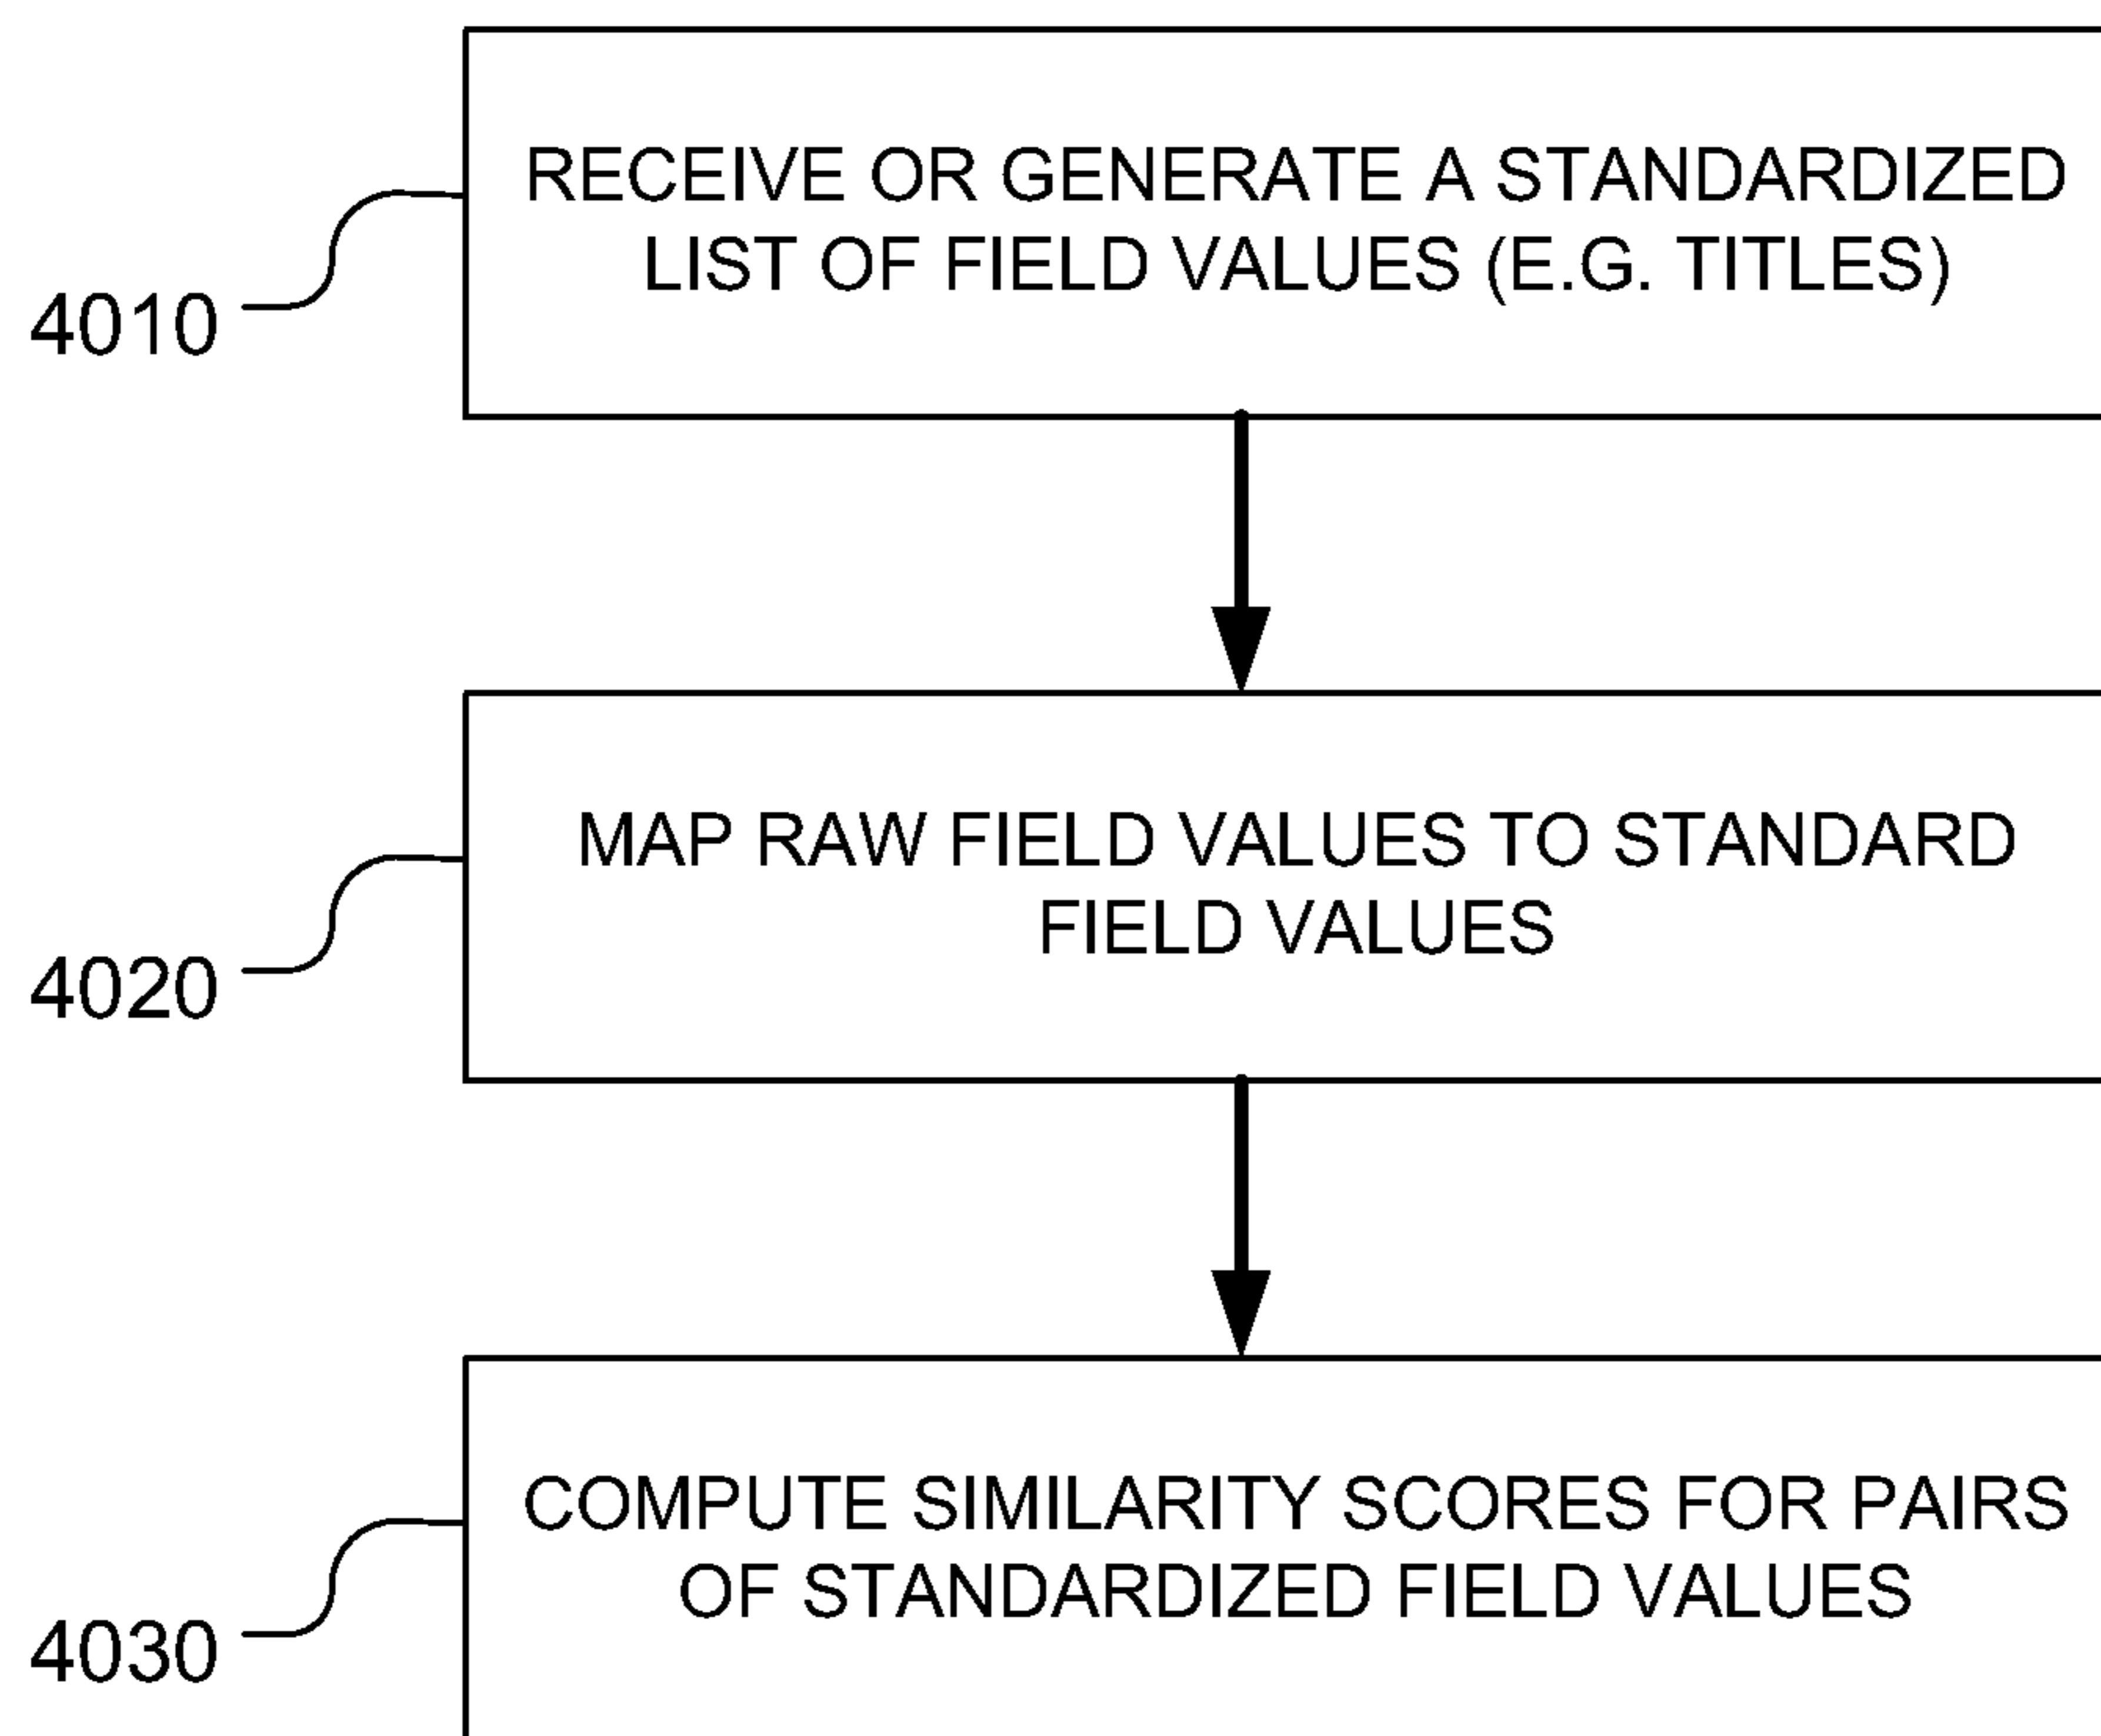 RECEIVE OR GENERATE A STANDARDIZED
LIST OF FIELD VALUES (E.G. TITLES)
4010
MAP RAW FIELD VALUES TO STANDARD
FIELD VALUES
4020
COMPUTE SIMILARITY SCORES FOR PAIRS
OF STANDARDIZED FIELD VALUES
4030